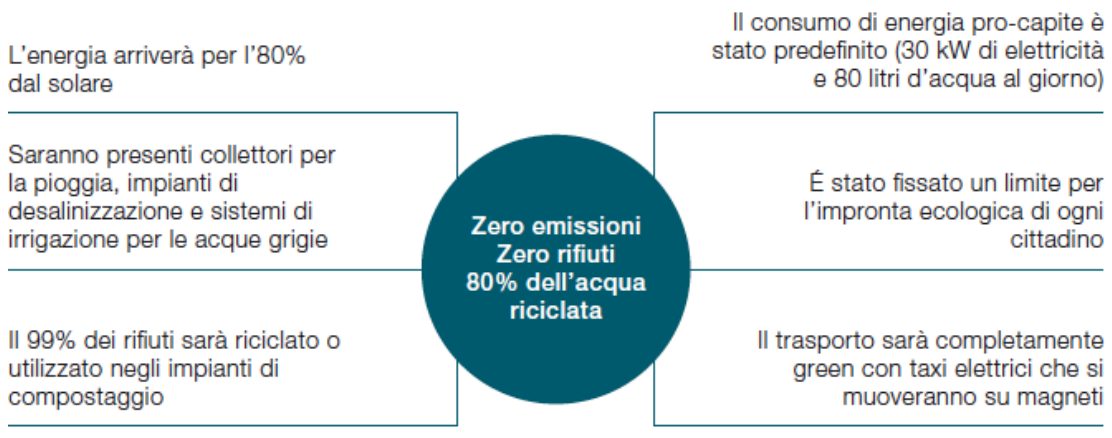 L’energia arriverà per l’80%
dal solare
Saranno presenti collettori per
la pioggia, impianti di
desalinizzazione e sistemi di
irrigazione per le acque grigie
Il 99% dei rifiuti sarà riciclato o
utilizzato negli impianti di
compostaggio
Zero emissioni
Zero rifiuti
80% dell’acqua
riciclata
Il consumo di energia pro-capite è
stato predefinito (30 kW di elettricità
e 80 litri d’acqua al giorno)
É stato fissato un limite per
l’impronta ecologica di ogni
cittadino
Il trasporto sarà completamente
green con taxi elettrici che si
muoveranno su magneti